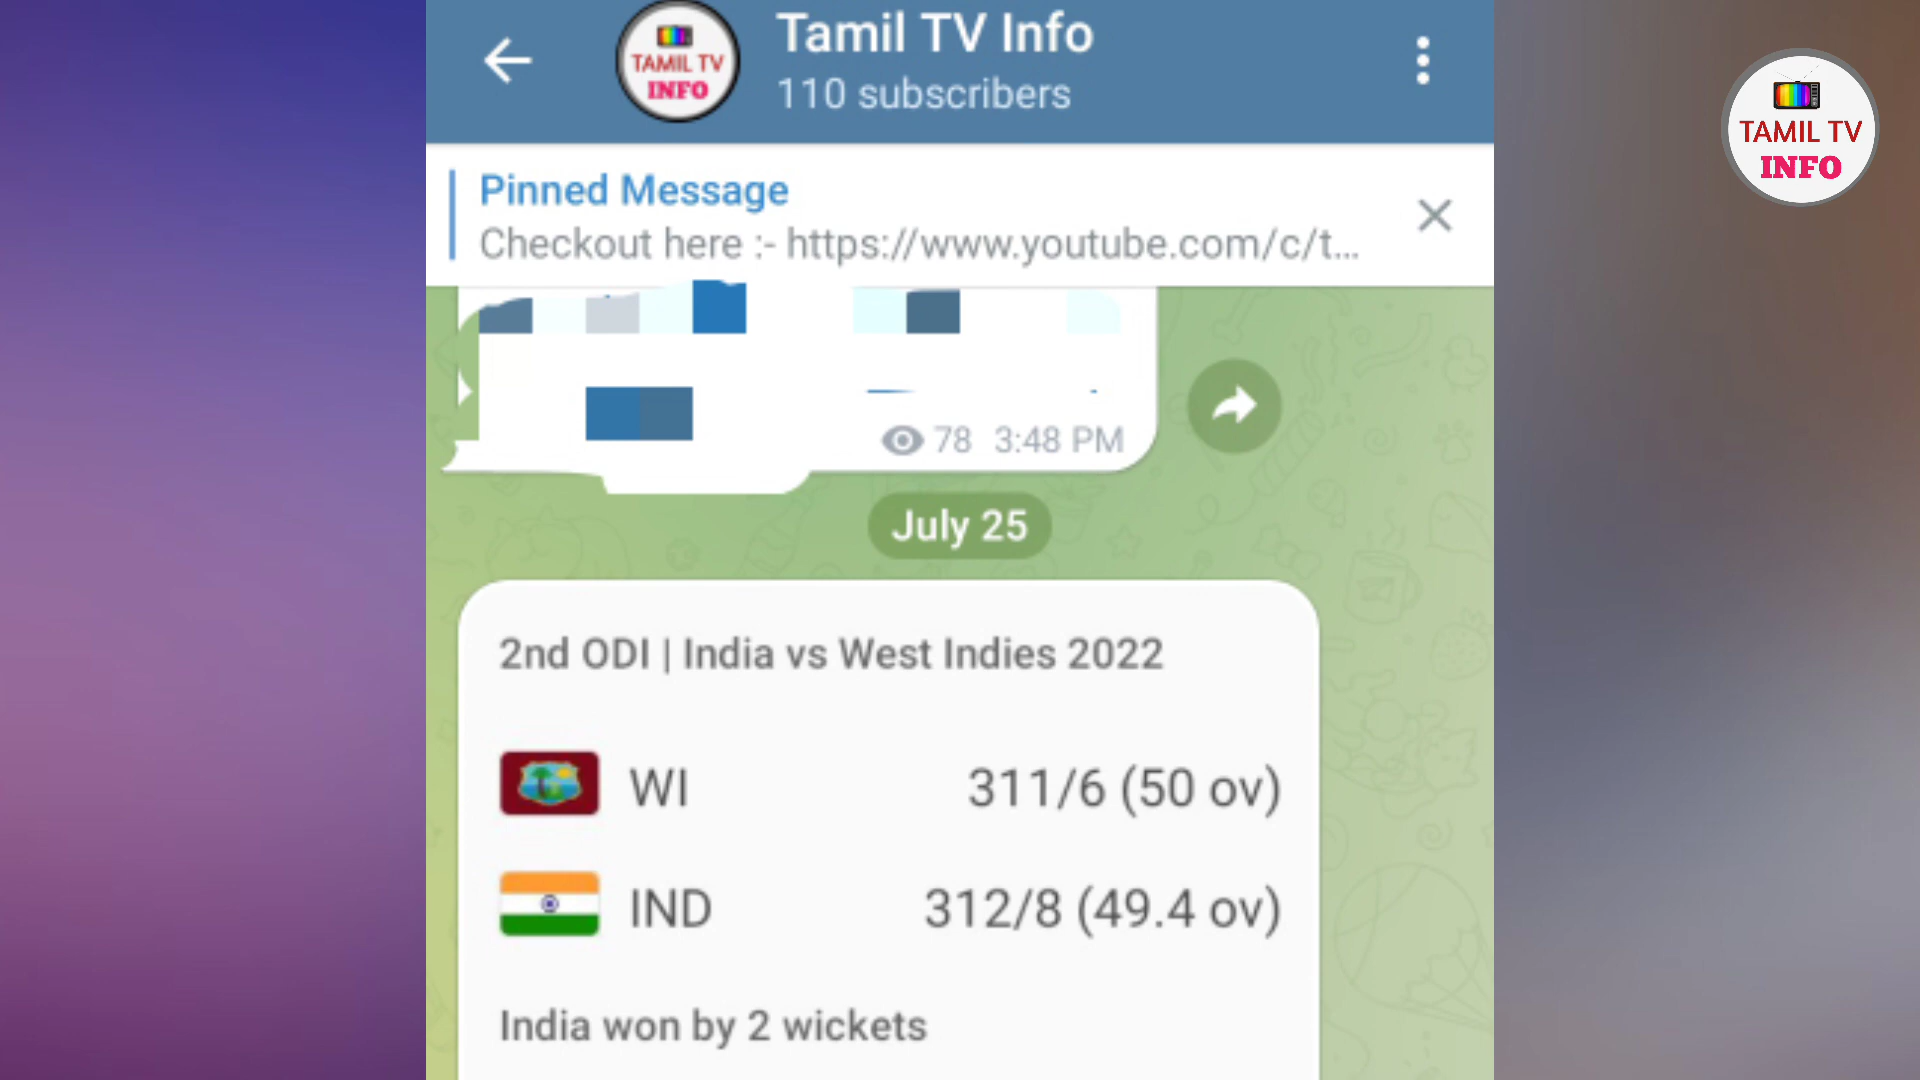 TAMIL TV
INFO
Tamil TV Info
110 subscribers
Pinned Message
Checkout here :- https://www.youtube.com/c/t...
78 3:48 PM
July 25
2nd ODI | India vs West Indies 2022
WI 311/6 (50 ov)
IND 312/8 (49.4 ov)
India won by 2 wickets
TAMIL TV
INFO